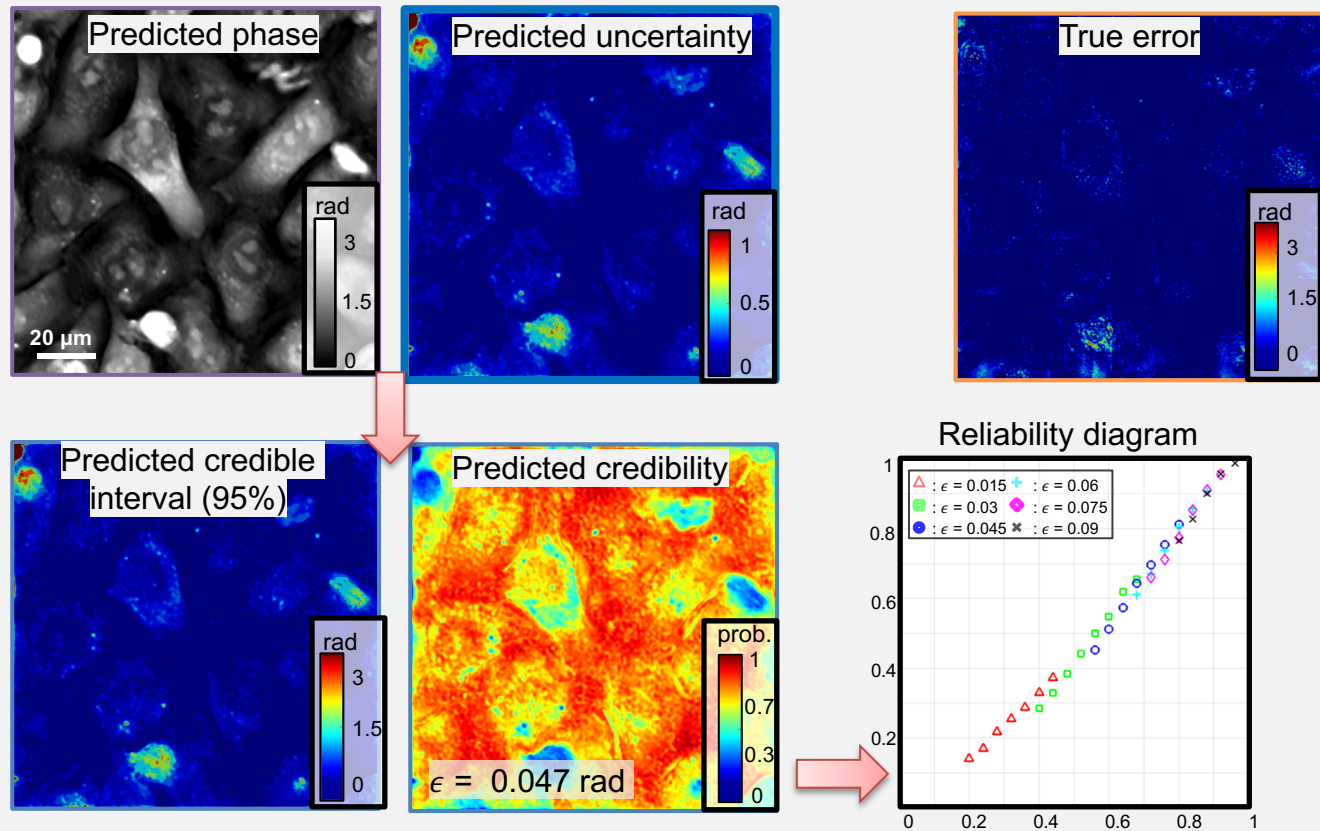 Predicted phase
rad
3
1.5
0
20 μm
Predicted uncertainty
rad
1
0.5
0
True error
rad
3
1.5
0
Predicted credible
interval (95%)
rad
3
1.5
0
Predicted credibility
prob.
1
0.7
0.3
0
ϵ = 0.047 rad
Reliability diagram
: ϵ = 0.015 : ϵ = 0.06
: ϵ = 0.03 : ϵ = 0.075
: ϵ = 0.045 : ϵ = 0.09
1
0.8
0.6
0.4
0.2
0 0.2 0.4 0.6 0.8 1